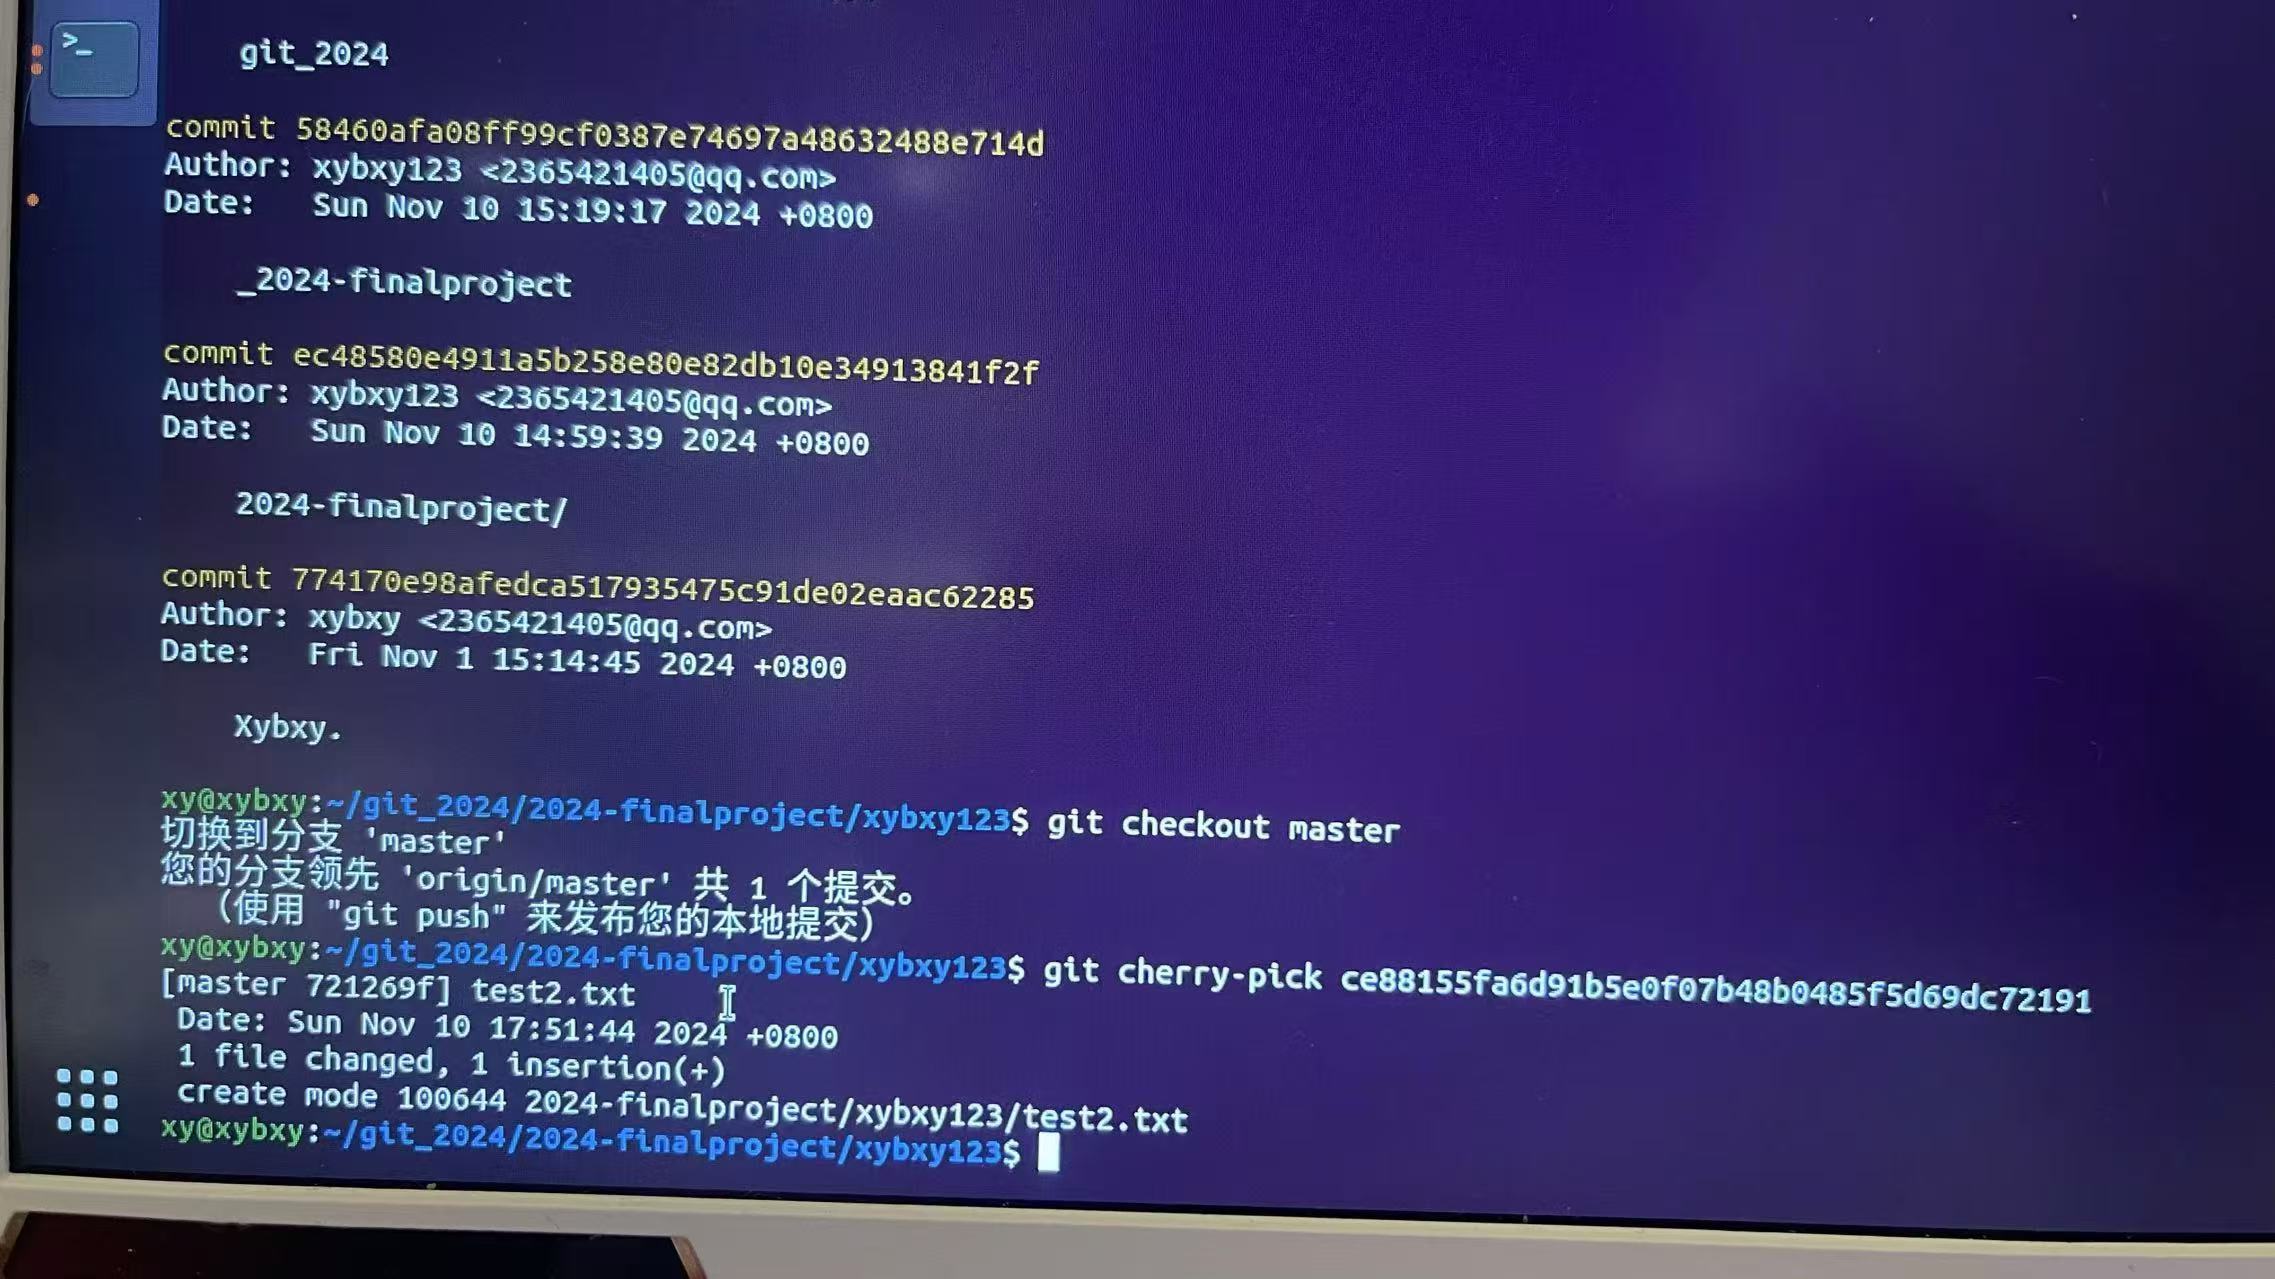 >_
git_2024
commit 58460afa08ff99cf0387e74697a48632488e714d
Author: xybxy123 <2365421405@qq.com>
Date:   Sun Nov 10 15:19:17 2024 +0800
_2024-finalproject
commit ec48580e4911a5b258e80e82db10e34913841f2f
Author: xybxy123 <2365421405@qq.com>
Date:   Sun Nov 10 14:59:39 2024 +0800
2024-finalproject/
commit 774170e98afedca517935475c91de02eaac62285
Author: xybxy <2365421405@qq.com>
Date:   Fri Nov 1 15:14:45 2024 +0800
Xybxy.
xy@xybxy:~/git_2024/2024-finalproject/xybxy123$ git checkout master
切换到分支 'master'
您的分支领先 'origin/master' 共 1 个提交。
（使用 "git push" 来发布您的本地提交）
xy@xybxy:~/git_2024/2024-finalproject/xybxy123$ git cherry-pick ce88155fa6d91b5e0f07b48b0485f5d69dc72191
[master 721269f] test2.txt
Date: Sun Nov 10 17:51:44 2024 +0800
1 file changed, 1 insertion(+)
create mode 100644 2024-finalproject/xybxy123/test2.txt
xy@xybxy:~/git_2024/2024-finalproject/xybxy123$